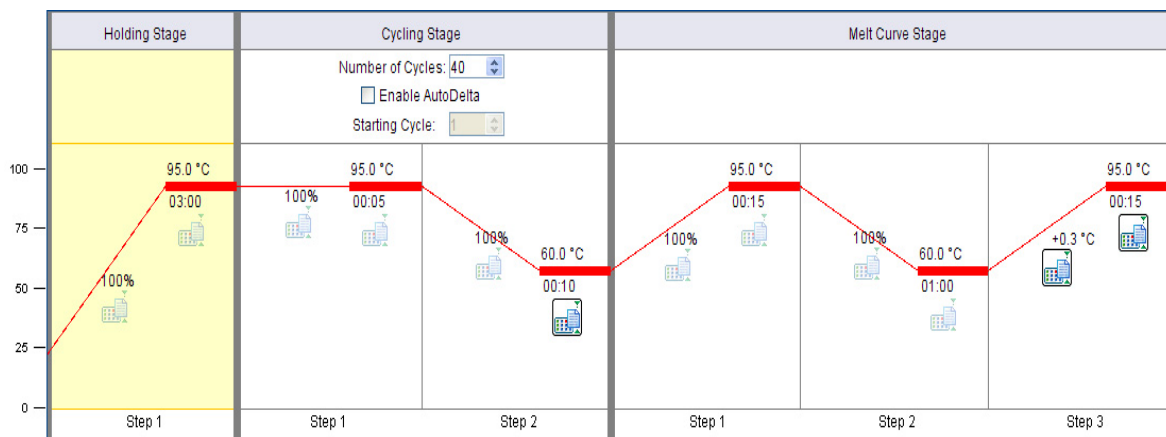 Holding Stage
Cycling Stage
Melt Curve Stage
Number of Cycles: 40
Enable AutoDelta
Starting Cycle: 1
100
75
50
25
0
100%
95.0 °C
03:00
100%
95.0 °C
00:05
100%
60.0 °C
00:10
100%
95.0 °C
00:15
100%
60.0 °C
01:00
+0.3 °C
95.0 °C
00:15
Step 1
Step 1
Step 2
Step 1
Step 2
Step 3